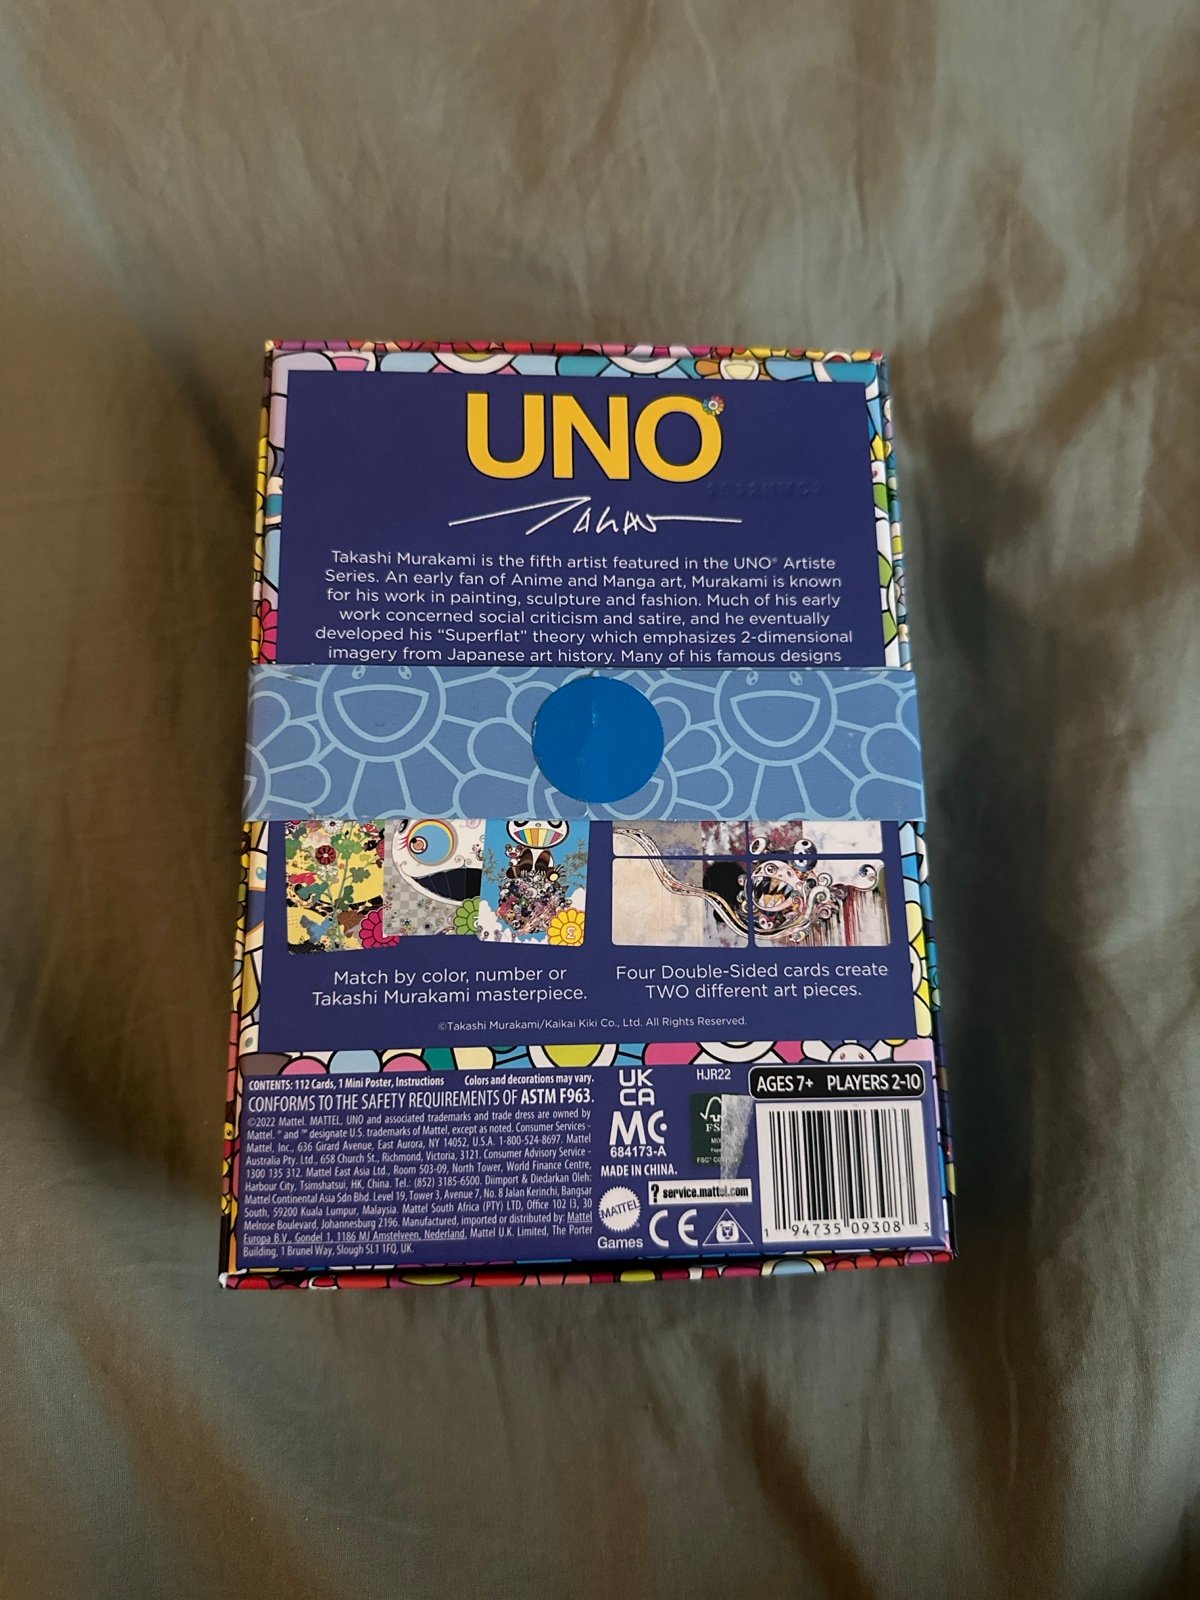 UNO
Takashi Murakami is the fifth artist featured in the UNO® Artiste
Series. An early fan of Anime and Manga art, Murakami is known
for his work in painting, sculpture and fashion. Much of his early
work concerned social criticism and satire, and he eventually
developed his “Superflat” theory which emphasizes 2-dimensional
imagery from Japanese art history. Many of his famous designs
Match by color, number or
Takashi Murakami masterpiece.
Four Double-Sided cards create
TWO different art pieces.
©Takashi Murakami/Kaikai Kiki Co., Ltd. All Rights Reserved.
CONTENTS: 112 Cards, 1 Mini Poster, Instructions Colors and decorations may vary.
CONFORMS TO THE SAFETY REQUIREMENTS OF ASTM F963.
©2022 Mattel. MATTEL, UNO and associated trademarks and trade dress are owned by
Mattel. ® and ™ designate U.S. trademarks of Mattel, except as noted. Consumer Services -
Mattel, Inc., 636 Girard Avenue, East Aurora, NY 14052, U.S.A. 1-800-524-8697. Mattel
Australia Pty. Ltd., 658 Church St., Richmond, Victoria, 3121. Consumer Advisory Service -
1300 135 312. Mattel East Asia Ltd., Room 503-09, North Tower, World Finance Centre,
Harbour City, Tsimshatsui, HK, China. Tel.: (852) 3185-6500. Diimport & Diedarkan Oleh:
Mattel Continental Asia Sdn Bhd. Level 19, Tower 3, Avenue 7, No. 8 Jalan Kerinchi, Bangsar
South, 59200 Kuala Lumpur, Malaysia. Mattel South Africa (PTY) LTD, Office 102 I3, 30
Melrose Boulevard, Johannesburg 2196. Manufactured, imported or distributed by: Mattel
Europa B.V., Gondel 1, 1186 MJ Amstelveen, Nederland. Mattel U.K. Limited, The Porter
Building, 1 Brunel Way, Slough SL1 1FQ, UK.
UK
CA
MC
684173-A
MADE IN CHINA.
? service.mattel.com
MATTEL
Games
CE
HJR22
FSC
AGES 7+ PLAYERS 2-10
1 94735 09308 3